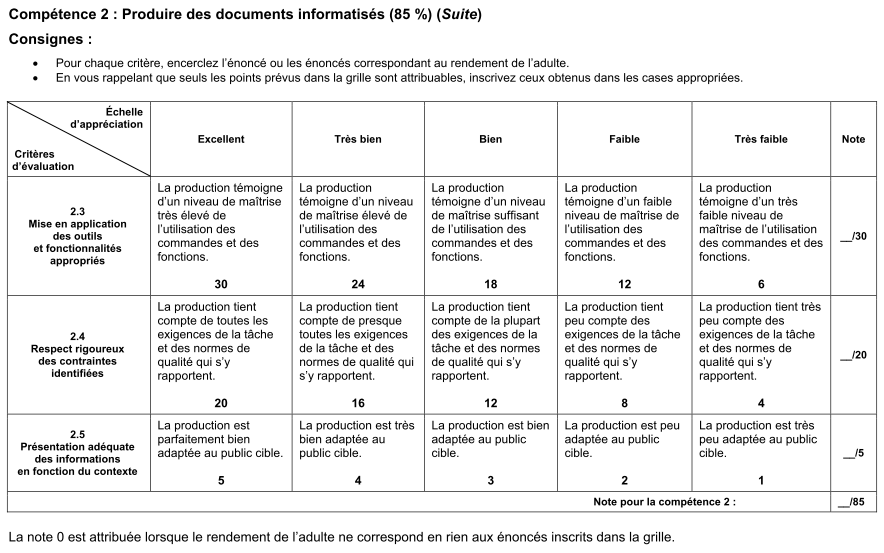 Compétence 2 : Produire des documents informatisés (85 %) (Suite)
Consignes :
• Pour chaque critère, encerclez l’énoncé ou les énoncés correspondant au rendement de l’adulte.
• En vous rappelant que seuls les points prévus dans la grille sont attribuables, inscrivez ceux obtenus dans les cases appropriées.
Échelle
d’appréciation
Critères
d’évaluation
Excellent
Très bien
Bien
Faible
Très faible
Note
2.3
Mise en application
des outils
et fonctionnalités
appropriés
La production témoigne
d’un niveau de maîtrise
très élevé de
l’utilisation des
commandes et des
fonctions.
30
La production
témoigne d’un niveau
de maîtrise élevé de
l’utilisation des
commandes et des
fonctions.
24
La production
témoigne d’un niveau
de maîtrise suffisant
de l’utilisation des
commandes et des
fonctions.
18
La production
témoigne d’un faible
niveau de maîtrise de
l’utilisation des
commandes et des
fonctions.
12
La production
témoigne d’un très
faible niveau de
maîtrise de l’utilisation
des commandes et des
fonctions.
6
__/30
2.4
Respect rigoureux
des contraintes
identifiées
La production tient
compte de toutes les
exigences de la tâche
et des normes de
qualité qui s’y
rapportent.
20
La production tient
compte de presque
toutes les exigences
de la tâche et des
normes de qualité qui
s’y rapportent.
16
La production tient
compte de la plupart
des exigences de la
tâche et des normes
de qualité qui s’y
rapportent.
12
La production tient
peu compte des
exigences de la tâche
et des normes de
qualité qui s’y
rapportent.
8
La production tient très
peu compte des
exigences de la tâche
et des normes de
qualité qui s’y
rapportent.
4
__/20
2.5
Présentation adéquate
des informations
en fonction du contexte
La production est
parfaitement bien
adaptée au public cible.
5
La production est très
bien adaptée au
public cible.
4
La production est bien
adaptée au public
cible.
3
La production est peu
adaptée au public
cible.
2
La production est très
peu adaptée au public
cible.
1
__/5
Note pour la compétence 2 :
__/85
La note 0 est attribuée lorsque le rendement de l’adulte ne correspond en rien aux énoncés inscrits dans la grille.